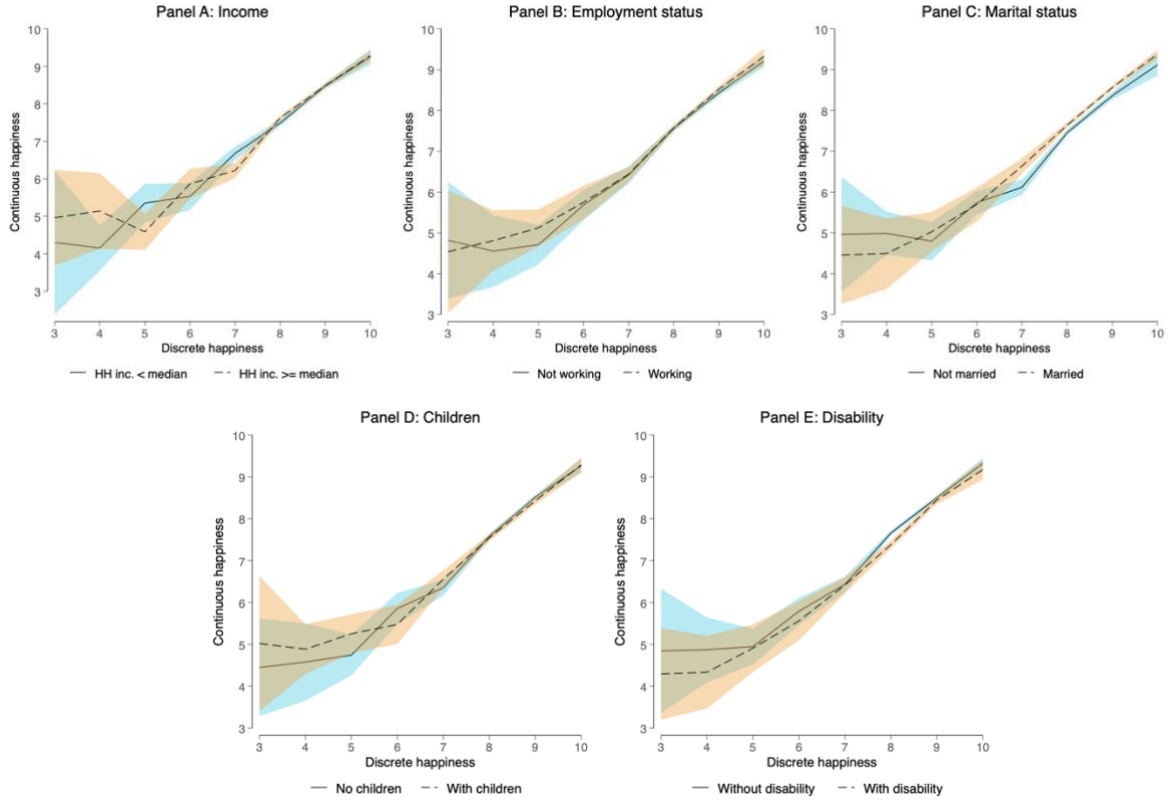 Panel A: Income
10
9
8
7
6
5
4
3
Continuous happiness
3 4 5 6 7 8 9 10
Discrete happiness
HH inc. < median HH inc. >= median
Panel B: Employment status
10
9
8
7
6
5
4
3
Continuous happiness
3 4 5 6 7 8 9 10
Discrete happiness
Not working Working
Panel C: Marital status
10
9
8
7
6
5
4
3
Continuous happiness
3 4 5 6 7 8 9 10
Discrete happiness
Not married Married
Panel D: Children
10
9
8
7
6
5
4
3
Continuous happiness
3 4 5 6 7 8 9 10
Discrete happiness
No children With children
Panel E: Disability
10
9
8
7
6
5
4
3
Continuous happiness
3 4 5 6 7 8 9 10
Discrete happiness
Without disability With disability